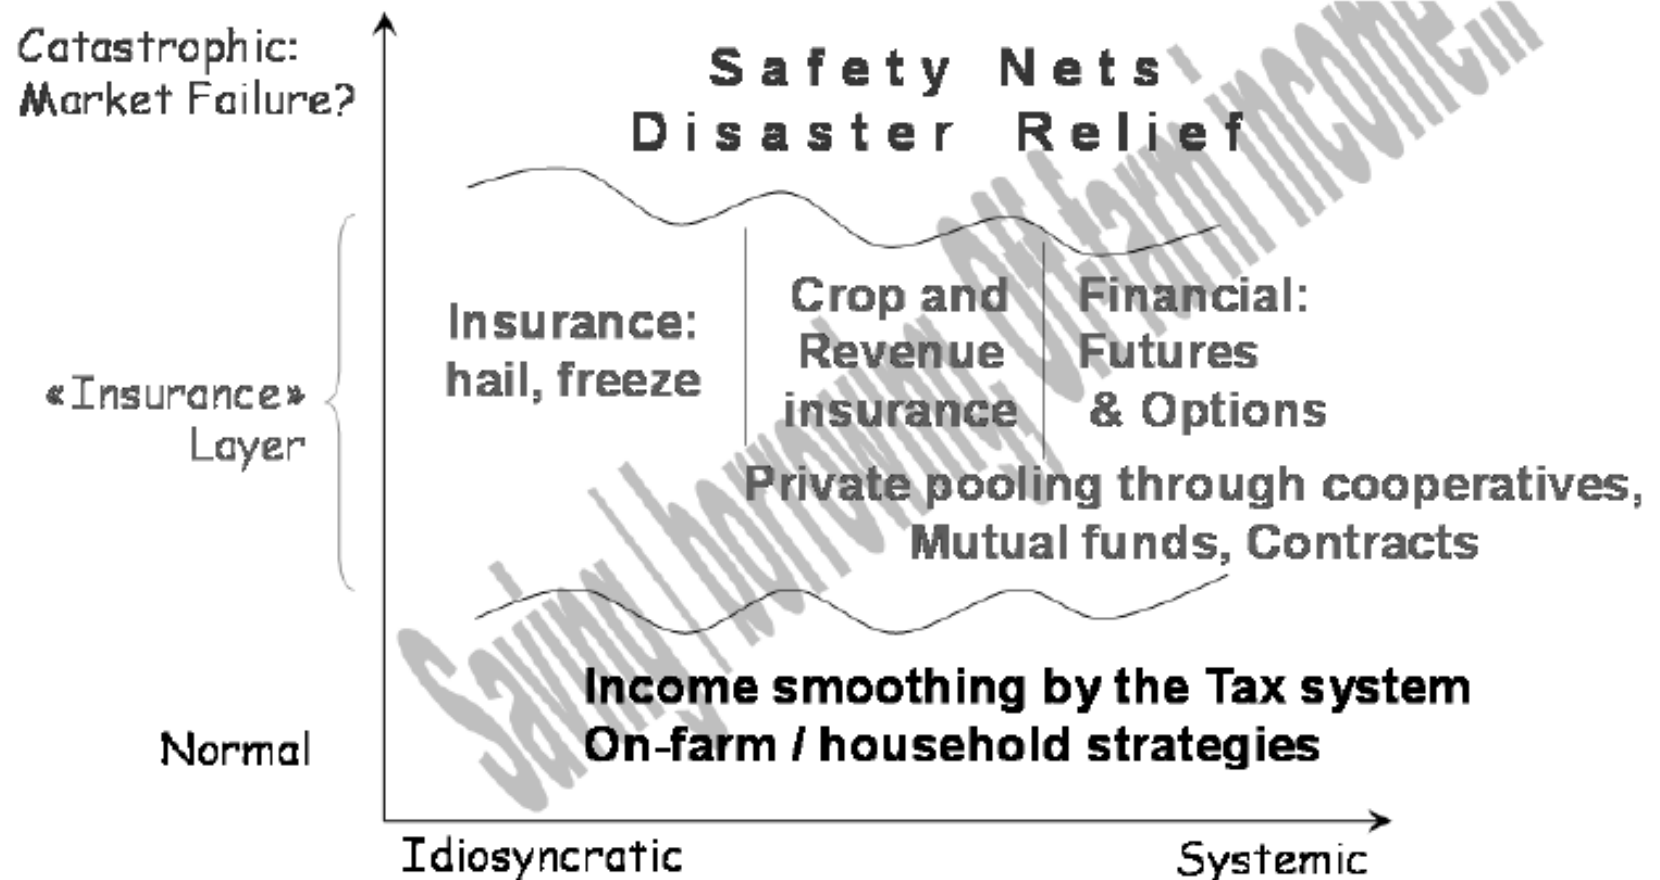 Catastrophic:
Market Failure?
Safety Nets
Disaster Relief
Insurance:
hail, freeze
Crop and
Revenue
insurance
Financial:
Futures
& Options
«Insurance»
Layer
Private pooling through cooperatives,
Mutual funds, Contracts
Saving / borrowing, Off-farm income...
Income smoothing by the Tax system
On-farm / household strategies
Normal
Idiosyncratic
Systemic